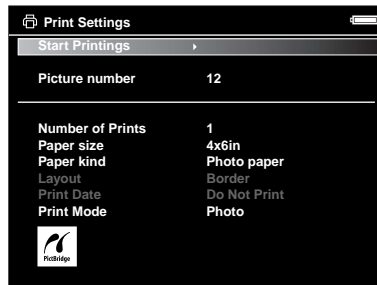 Print Settings
Start Printings
Picture number 12
Number of Prints 1
Paper size 4x6in
Paper kind Photo paper
Layout Border
Print Date Do Not Print
Print Mode Photo
PictBridge